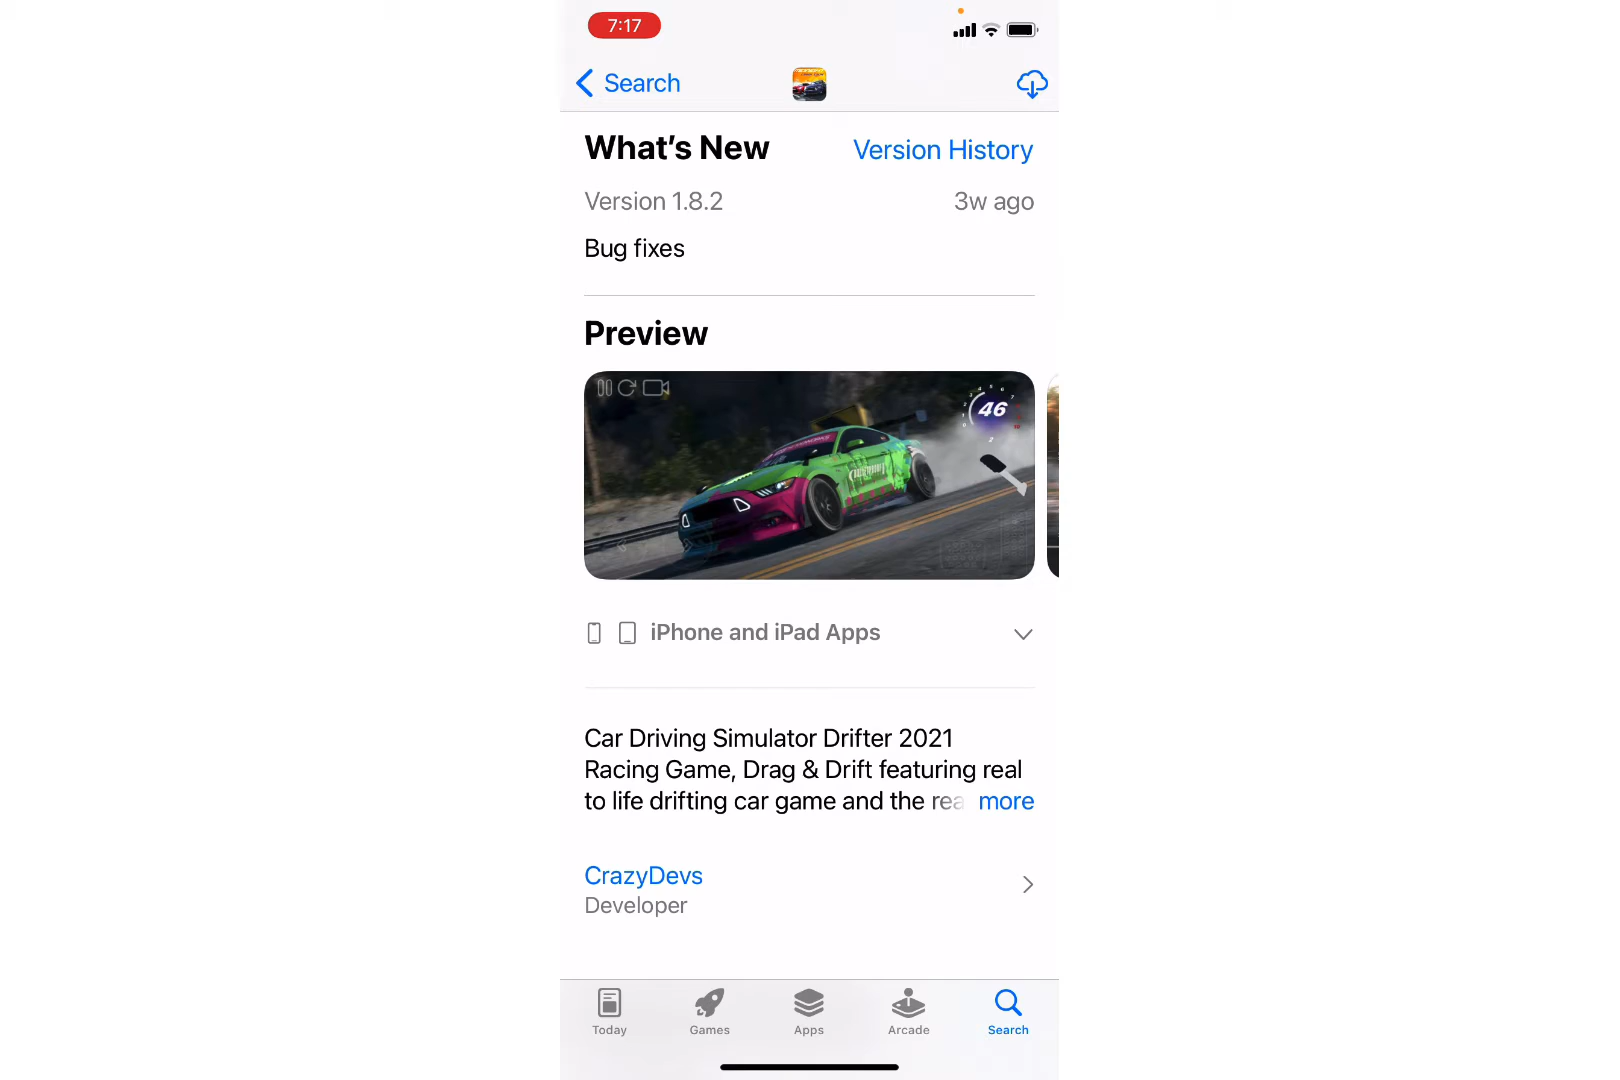 7:17
Search
What's New
Version History
Version 1.8.2
3w ago
Bug fixes
Preview
46
iPhone and iPad Apps
Car Driving Simulator Drifter 2021
Racing Game, Drag & Drift featuring real
to life drifting car game and the rea more
CrazyDevs
Developer
Today
Games
Apps
Arcade
Search